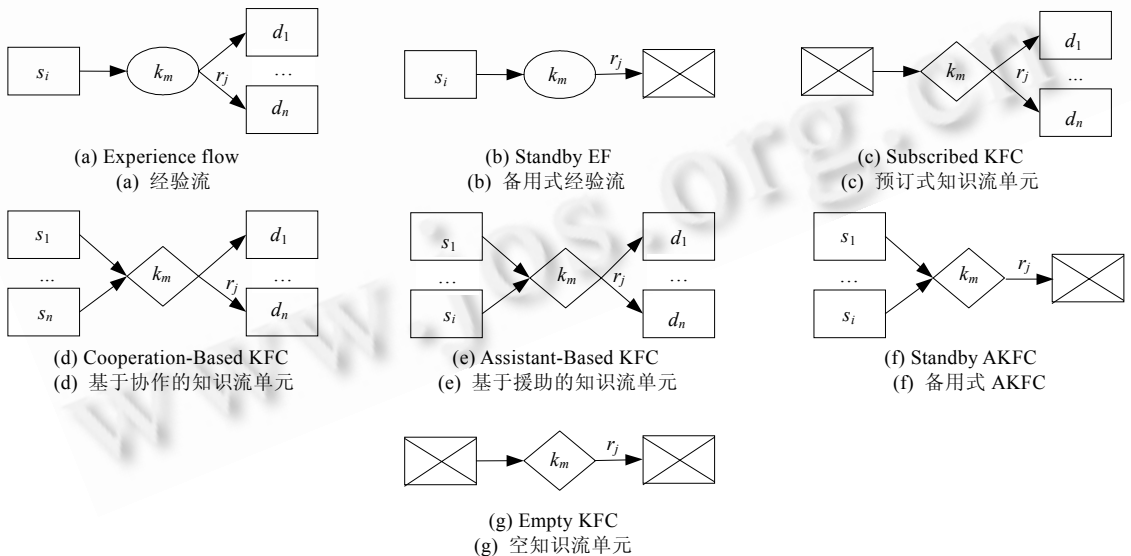 s_i
k_m
r_j
d_1
...
d_n
(a) Experience flow
(a) 经验流
s_i
k_m
r_j
(b) Standby EF
(b) 备用式经验流
k_m
r_j
d_1
...
d_n
(c) Subscribed KFC
(c) 预订式知识流单元
s_1
...
s_n
k_m
r_j
d_1
...
d_n
(d) Cooperation-Based KFC
(d) 基于协作的知识流单元
s_1
...
s_i
k_m
r_j
d_1
...
d_n
(e) Assistant-Based KFC
(e) 基于援助的知识流单元
s_1
...
s_i
k_m
r_j
(f) Standby AKFC
(f) 备用式 AKFC
k_m
r_j
(g) Empty KFC
(g) 空知识流单元
www.jos.org.cn